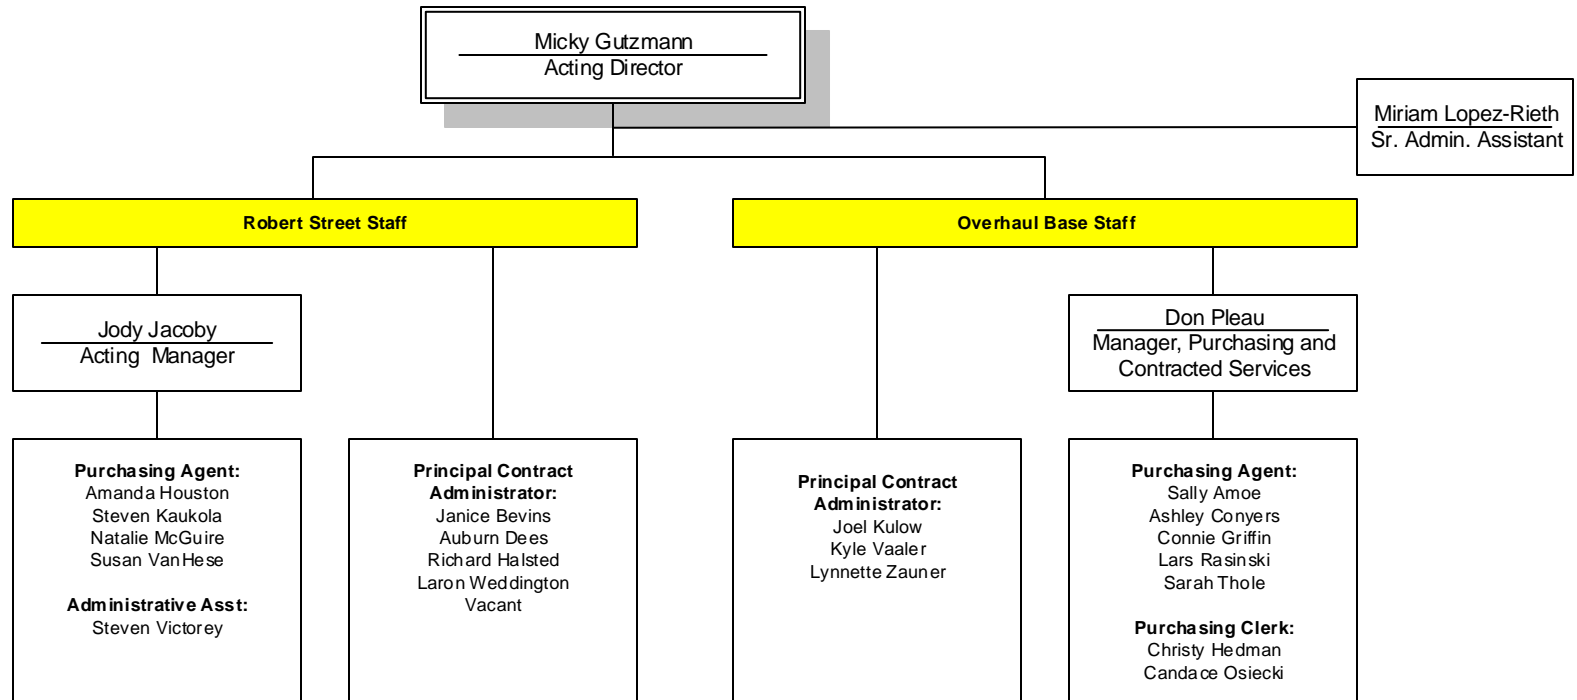 Micky Gutzmann
Acting Director
Miriam Lopez-Rieth
Sr. Admin. Assistant
Robert Street Staff
Overhaul Base Staff
Jody Jacoby
Acting Manager
Don Pleau
Manager, Purchasing and
Contracted Services
Purchasing Agent:
Amanda Houston
Steven Kaukola
Natalie McGuire
Susan VanHese
Administrative Asst:
Steven Victorey
Principal Contract
Administrator:
Janice Bevins
Auburn Dees
Richard Halsted
Laron Weddington
Vacant
Principal Contract
Administrator:
Joel Kulow
Kyle Vaaler
Lynnette Zauner
Purchasing Agent:
Sally Amoe
Ashley Conyers
Connie Griffin
Lars Rasinski
Sarah Thole
Purchasing Clerk:
Christy Hedman
Candace Osiecki